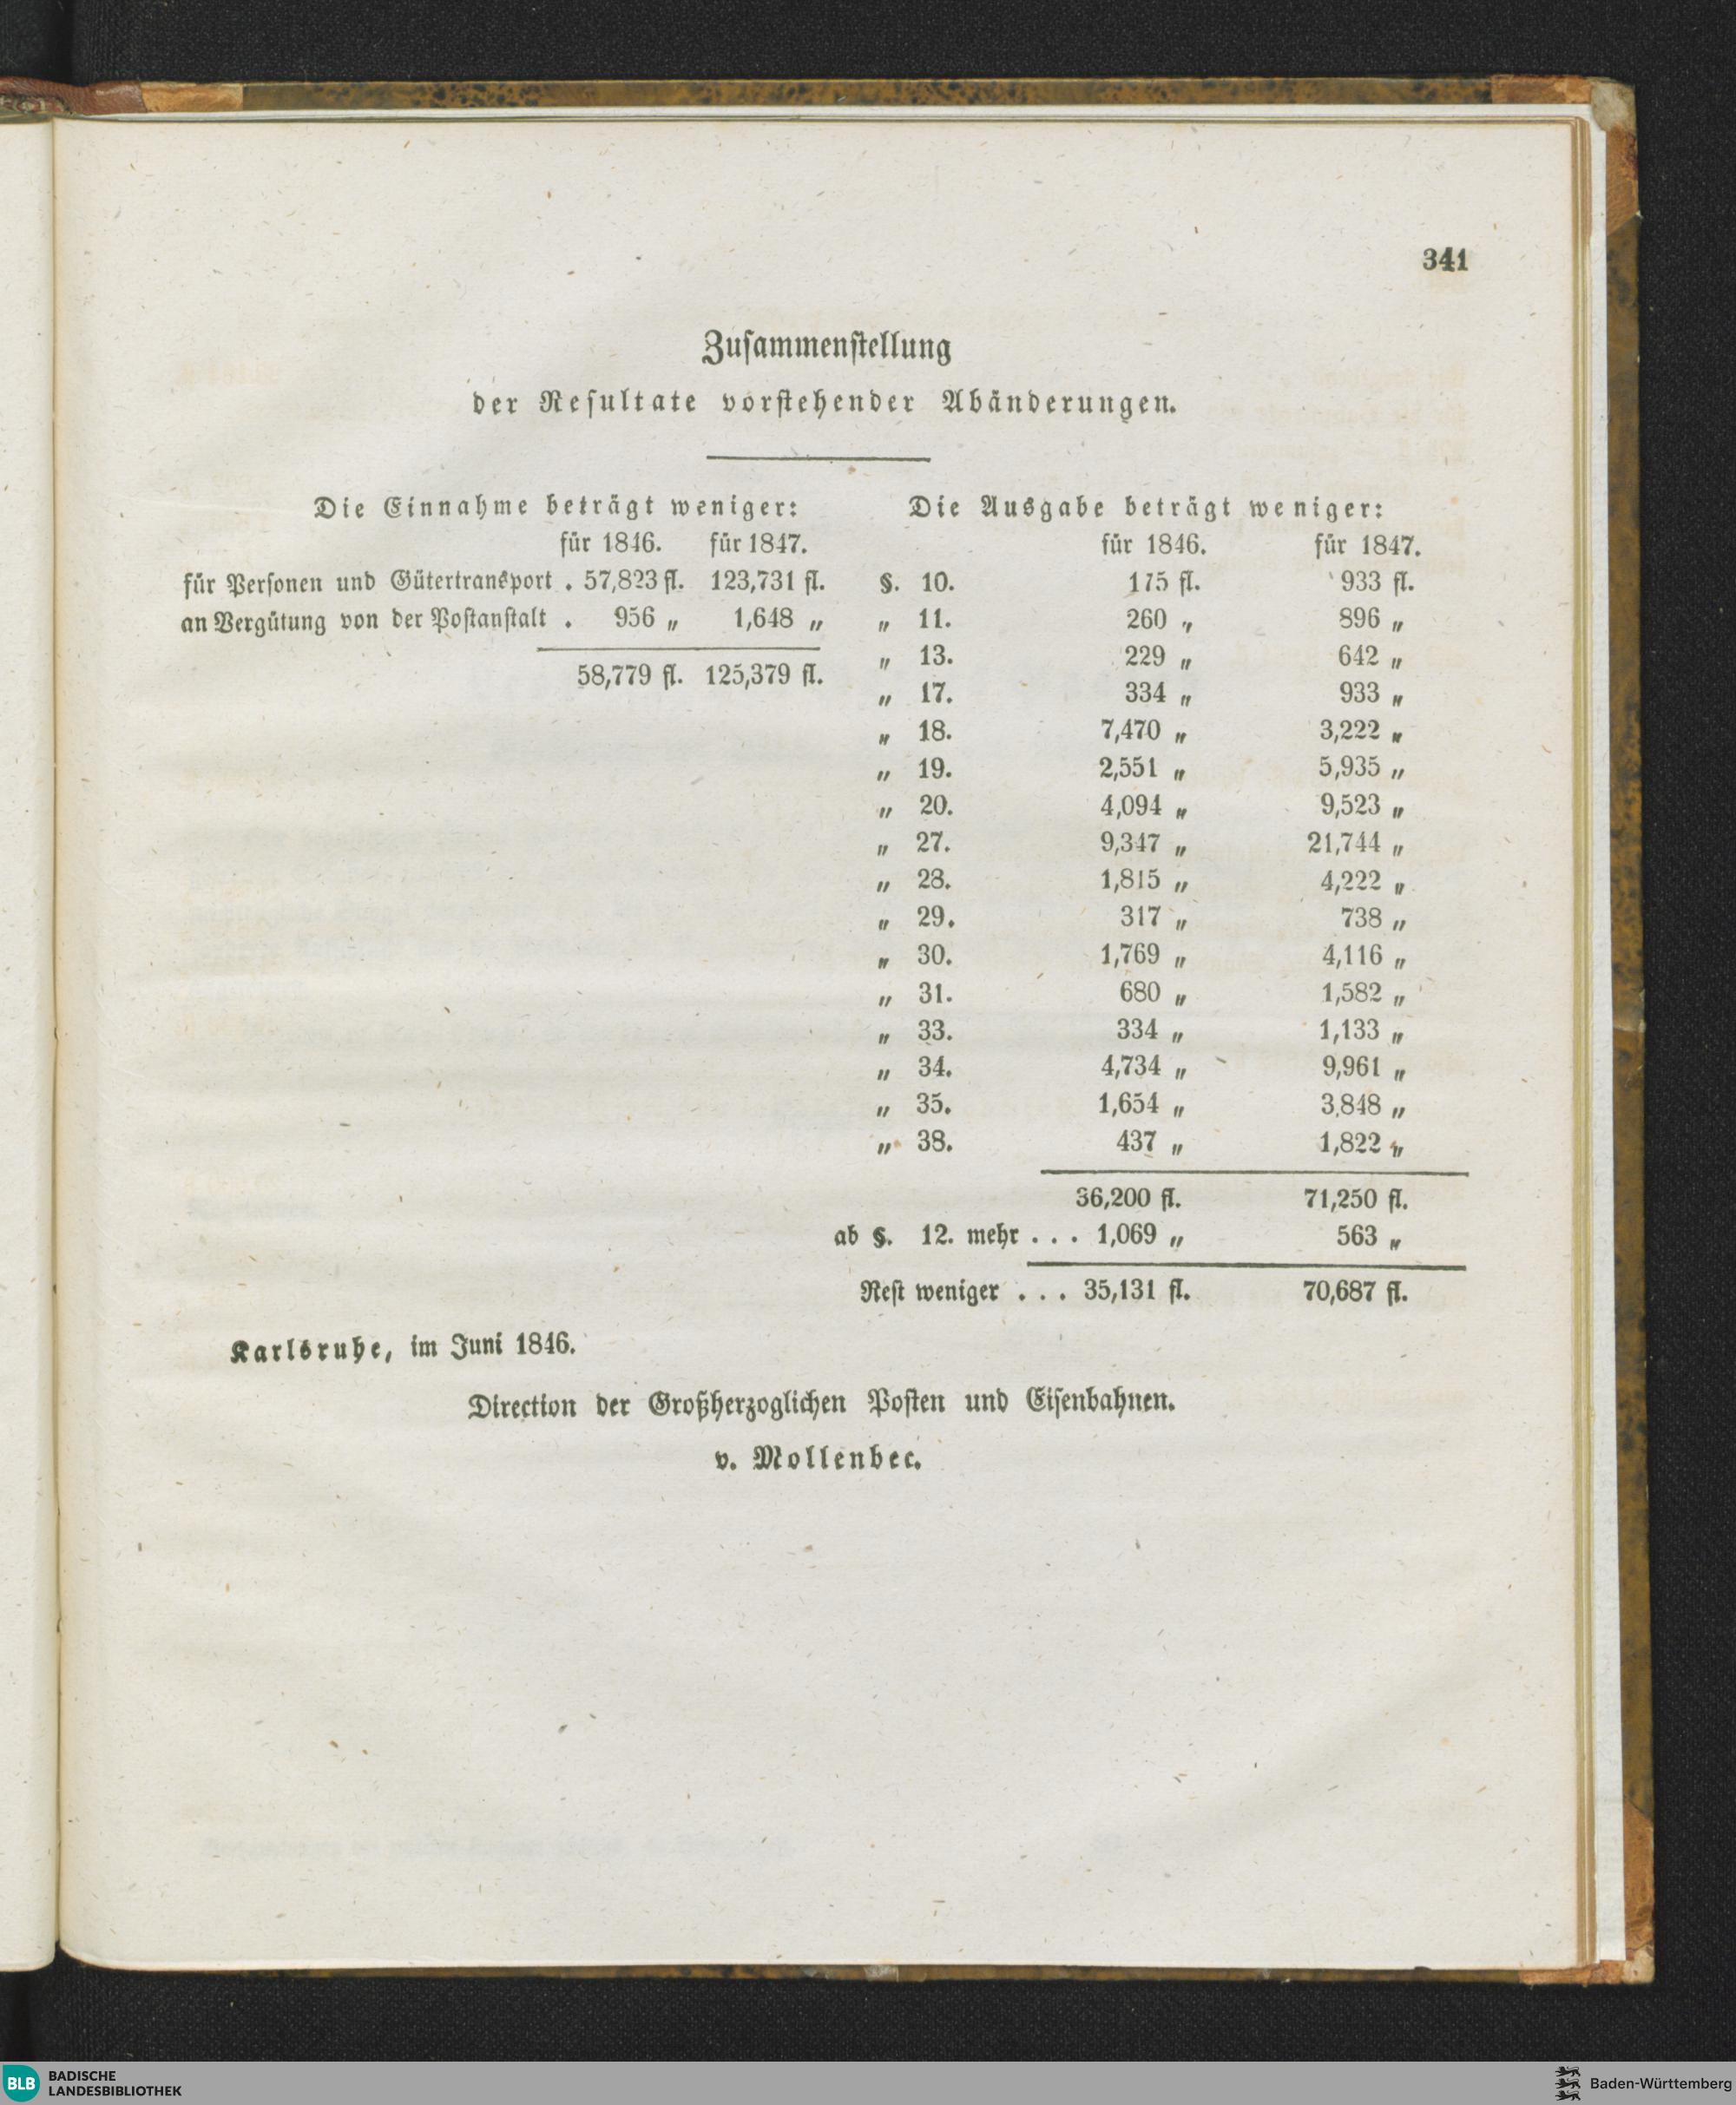 341
Zusammenstellung
der Resultate vorstehender Abänderungen.
Die Einnahme beträgt weniger:
für 1846. für 1847.
für Personen und Gütertransport . 57,823 fl. 123,731 fl.
an Vergütung von der Postanstalt . 956 „ 1,648 „
58,779 fl. 125,379 fl.
Die Ausgabe beträgt weniger:
für 1846. für 1847.
§. 10. 175 fl. 933 fl.
„ 11. 260 „ 896 „
„ 13. 229 „ 642 „
„ 17. 334 „ 933 „
„ 18. 7,470 „ 3,222 „
„ 19. 2,551 „ 5,935 „
„ 20. 4,094 „ 9,523 „
„ 27. 9,347 „ 21,744 „
„ 28. 1,815 „ 4,222 „
„ 29. 317 „ 738 „
„ 30. 1,769 „ 4,116 „
„ 31. 680 „ 1,582 „
„ 33. 334 „ 1,133 „
„ 34. 4,734 „ 9,961 „
„ 35. 1,654 „ 3,848 „
„ 38. 437 „ 1,822 „
36,200 fl. 71,250 fl.
ab §. 12. mehr . . . 1,069 „ 563 „
Rest weniger . . . 35,131 fl. 70,687 fl.
Karlsruhe, im Juni 1846.
Direction der Großherzoglichen Posten und Eisenbahnen.
v. Mollenbec.
BLB BADISCHE
LANDESBIBLIOTHEK
Baden-Württemberg